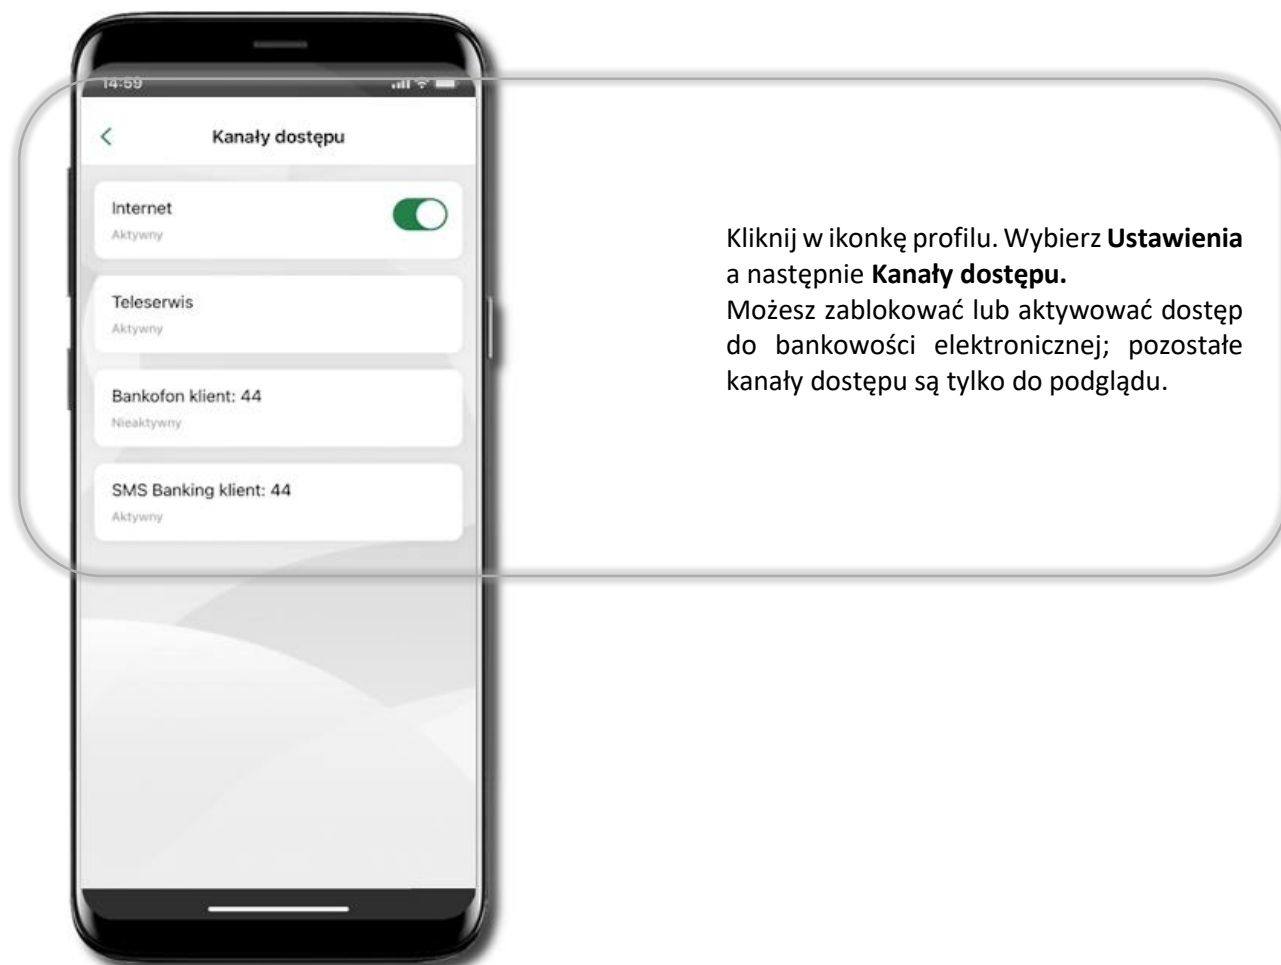 14:59
Kanały dostępu
Internet
Aktywny
Teleserwis
Aktywny
Bankofon klient: 44
Nieaktywny
SMS Banking klient: 44
Aktywny
Kliknij w ikonkę profilu. Wybierz Ustawienia
a następnie Kanały dostępu.
Możesz zablokować lub aktywować dostęp
do bankowości elektronicznej; pozostałe
kanały dostępu są tylko do podglądu.